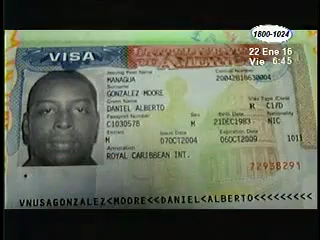 1800-1024
22 Ene 16
Vie 6:45
VISA
Issuing Post Name
MANAGUA
Control Number
20042816630004
Surname
GONZALEZ MOORE
Given Name
DANIEL ALBERTO
Visa Type /Class
M C1/D
Passport Number
C1030578
Sex
M
Birth Date
21DEC1983
Nationality
NIC
Entries
M
Issue Date
07OCT2004
Expiration Date
06OCT2009
Annotation
ROYAL CARIBBEAN INT.
72938291
VNUSAGONZALEZ<MOORE<<DANIEL<ALBERTO<<<<<<<<<